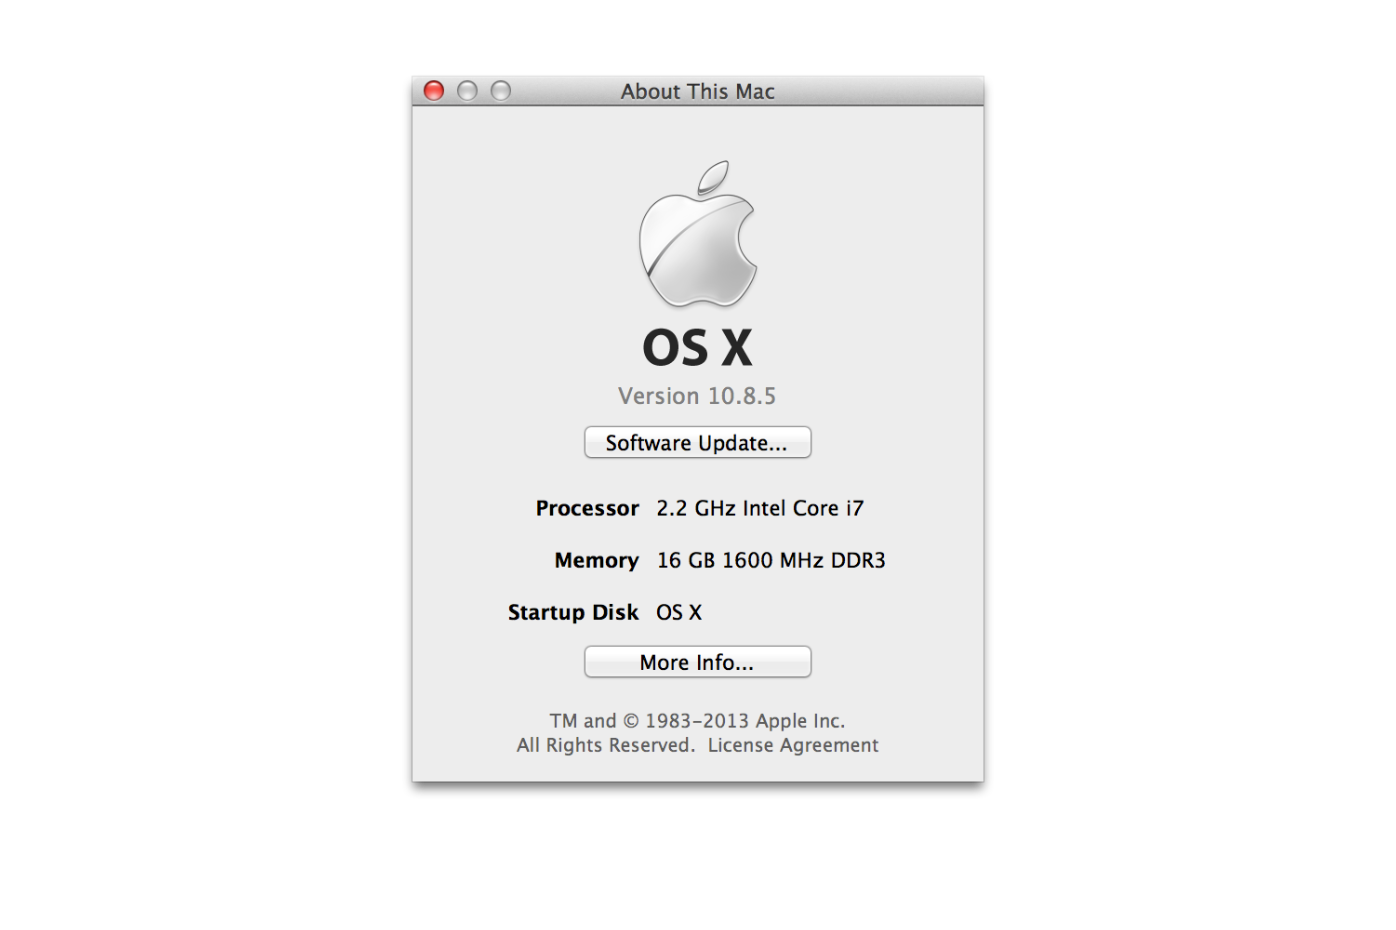 About This Mac
OS X
Version 10.8.5
Software Update...
Processor 2.2 GHz Intel Core i7
Memory 16 GB 1600 MHz DDR3
Startup Disk OS X
More Info...
TM and © 1983-2013 Apple Inc.
All Rights Reserved. License Agreement